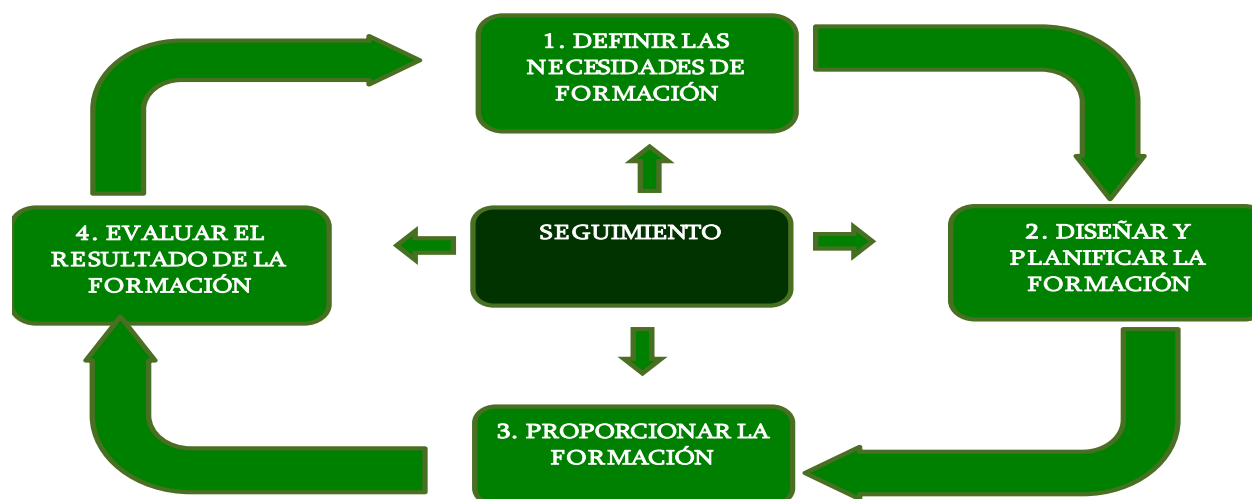 1. DEFINIR LAS
NECESIDADES DE
FORMACIÓN
4. EVALUAR EL
RESULTADO DE LA
FORMACIÓN
SEGUIMIENTO
2. DISEÑAR Y
PLANIFICAR LA
FORMACIÓN
3. PROPORCIONAR LA
FORMACIÓN